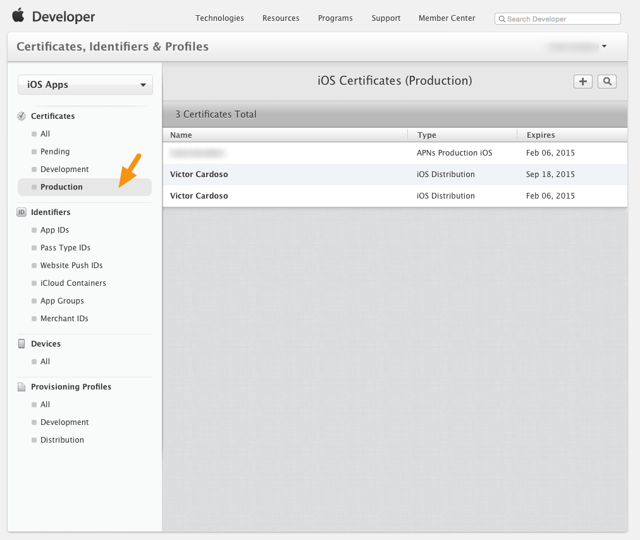 Developer
Technologies Resources Programs Support Member Center Search Developer
Certificates, Identifiers & Profiles
iOS Apps
iOS Certificates (Production)
3 Certificates Total
Name Type Expires
APNs Production iOS Feb 06, 2015
Victor Cardoso iOS Distribution Sep 18, 2015
Victor Cardoso iOS Distribution Feb 06, 2015
Certificates
All
Pending
Development
Production
ID Identifiers
App IDs
Pass Type IDs
Website Push IDs
iCloud Containers
App Groups
Merchant IDs
Devices
All
Provisioning Profiles
All
Development
Distribution